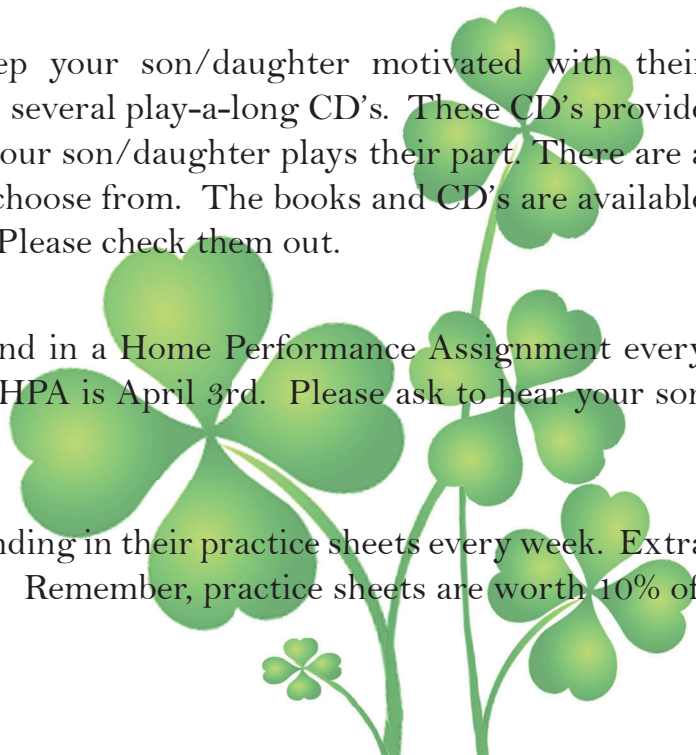 ep your son/daughter motivated with their
several play-a-long CD's. These CD's provide
our son/daughter plays their part. There are a
choose from. The books and CD's are available
Please check them out.
nd in a Home Performance Assignment every
HPA is April 3rd. Please ask to hear your son
nding in their practice sheets every week. Extra
Remember, practice sheets are worth 10% of